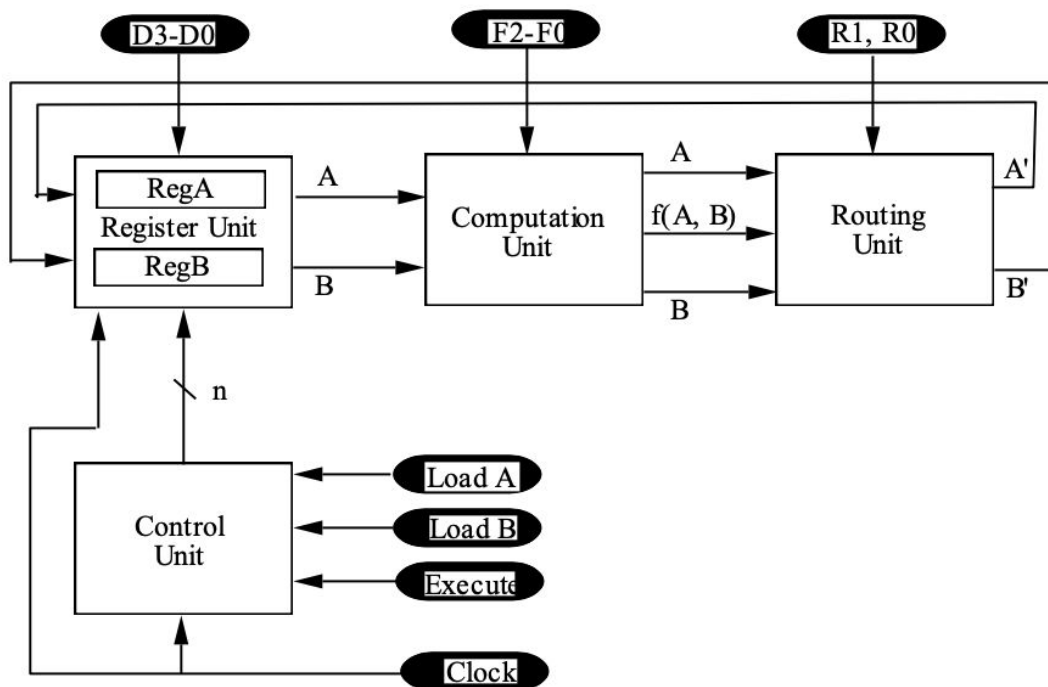 D3-D0
F2-F0
R1, R0
RegA
Register Unit
RegB
A
B
Computation
Unit
A
f(A, B)
B
Routing
Unit
A'
B'
n
Control
Unit
Load A
Load B
Execute
Clock